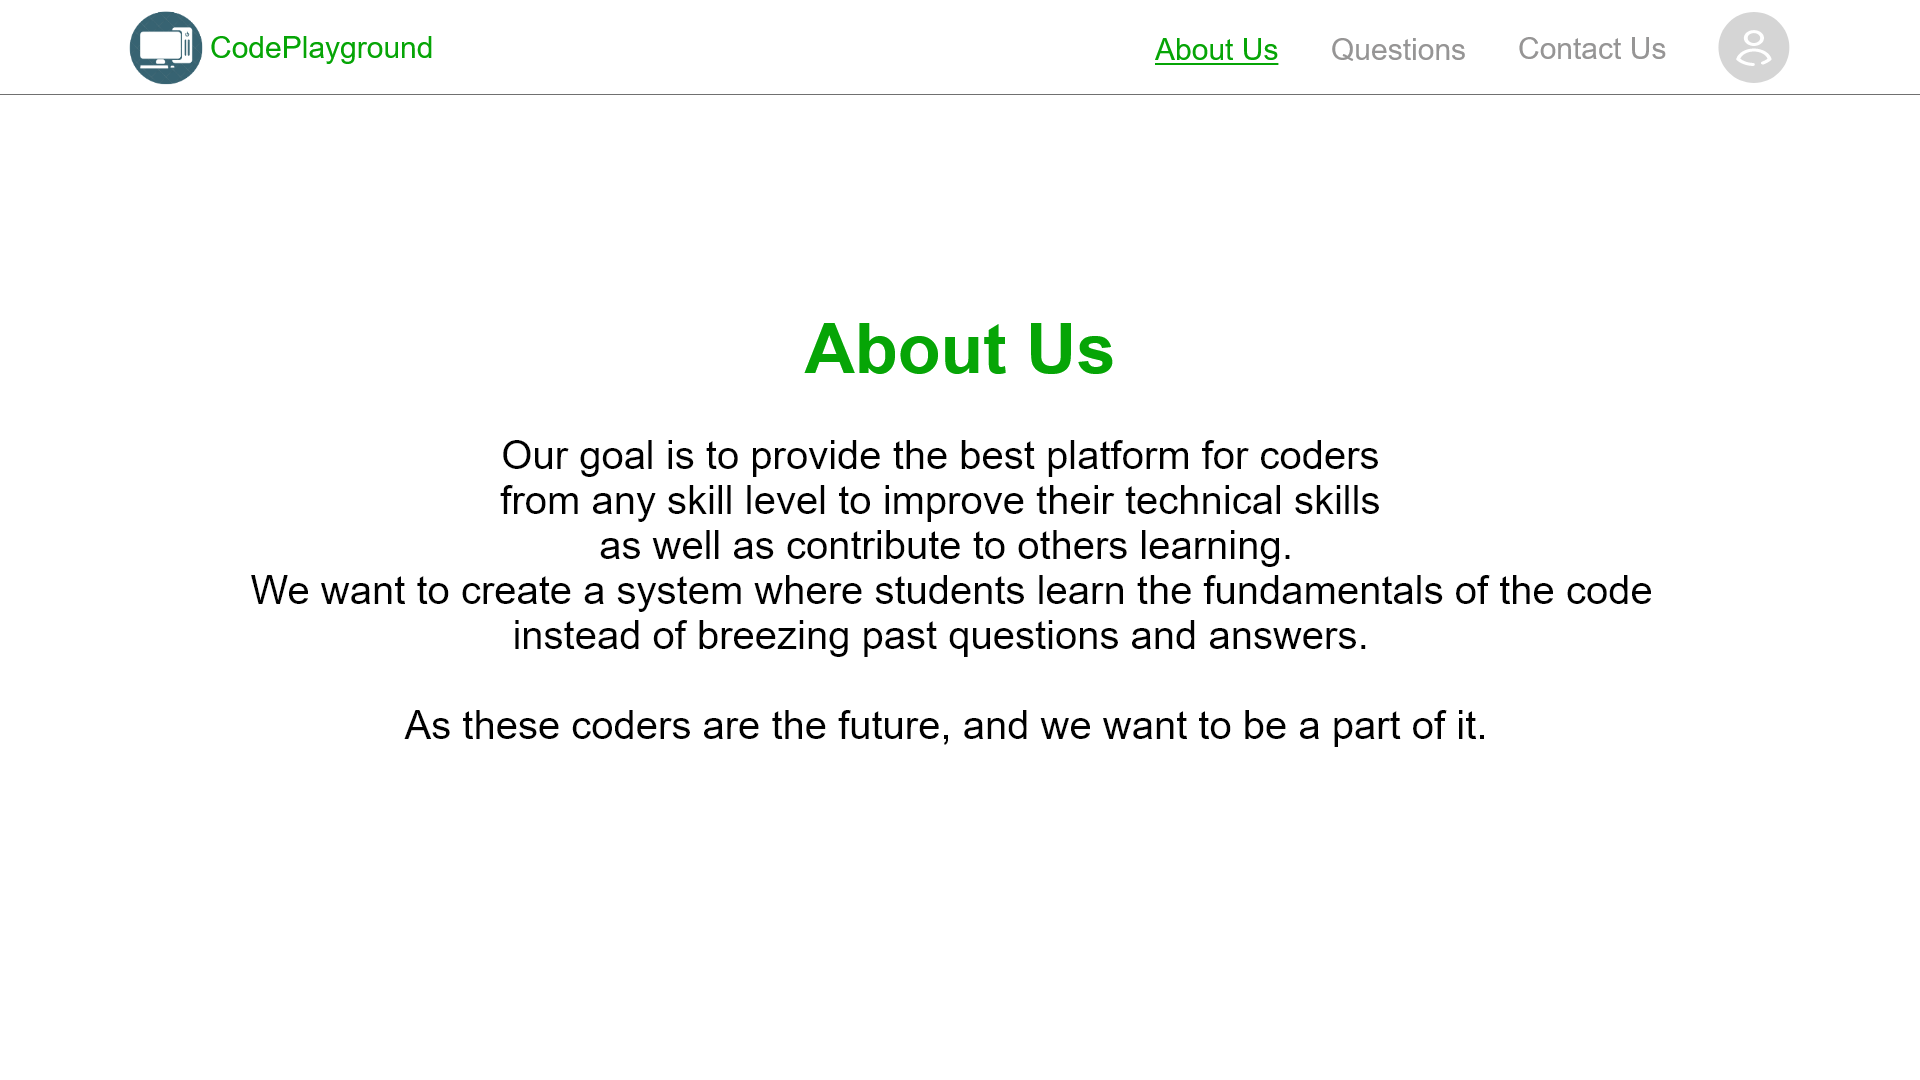 CodePlayground
About Us
Questions
Contact Us
About Us
Our goal is to provide the best platform for coders
from any skill level to improve their technical skills
as well as contribute to others learning.
We want to create a system where students learn the fundamentals of the code
instead of breezing past questions and answers.
As these coders are the future, and we want to be a part of it.